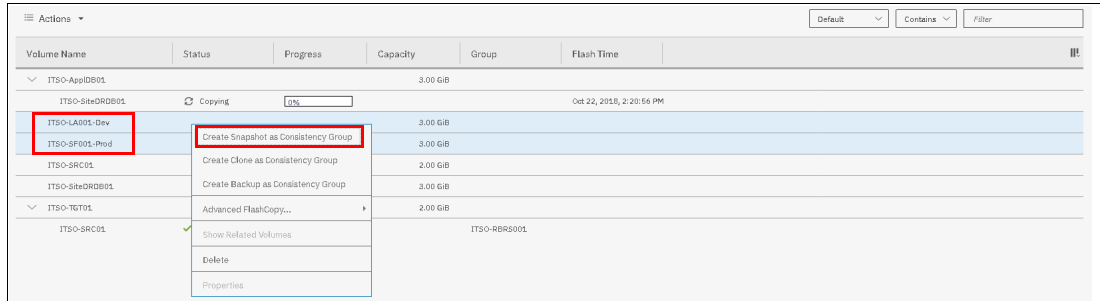 Actions Default Contains Filter
Volume Name Status Progress Capacity Group Flash Time
ITSO-ApplDB01 3.00 GiB
ITSO-SiteDRDB01 Copying 0% Oct 22, 2018, 2:20:56 PM
ITSO-LA001-Dev 3.00 GiB
Create Snapshot as Consistency Group
ITSO-SF001-Prod 3.00 GiB
Create Clone as Consistency Group
ITSO-SRC01 2.00 GiB
Create Backup as Consistency Group
ITSO-SiteDRDB01 3.00 GiB
Advanced FlashCopy...
ITSO-TGT01 2.00 GiB
ITSO-SRC01 ITSO-RBRS001
Show Related Volumes
Delete
Properties